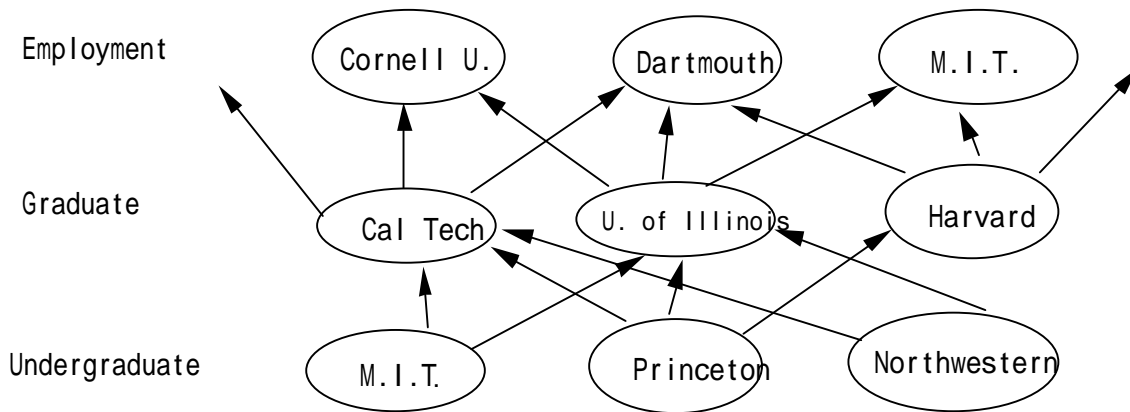 Employment
Cornell U.
Dartmouth
M.I.T.
Graduate
Cal Tech
U. of Illinois
Harvard
Undergraduate
M.I.T.
Princeton
Northwestern